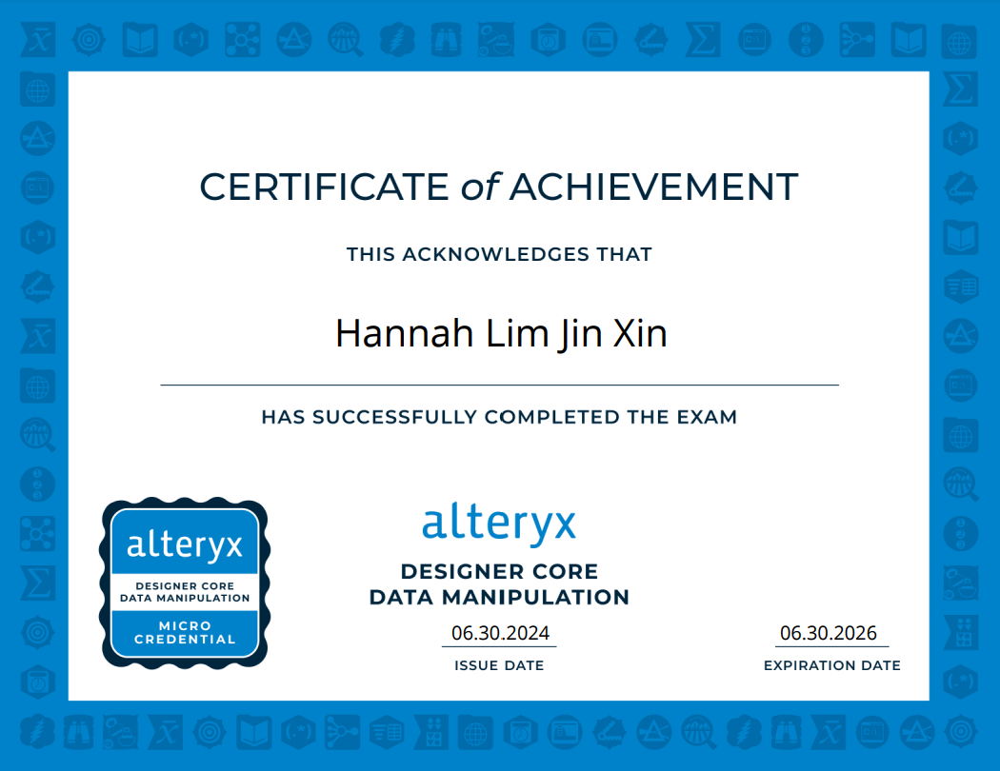 CERTIFICATE of ACHIEVEMENT
THIS ACKNOWLEDGES THAT
Hannah Lim Jin Xin
HAS SUCCESSFULLY COMPLETED THE EXAM
alteryx
DESIGNER CORE
DATA MANIPULATION
MICRO
CREDENTIAL
alteryx
DESIGNER CORE
DATA MANIPULATION
06.30.2024
ISSUE DATE
06.30.2026
EXPIRATION DATE